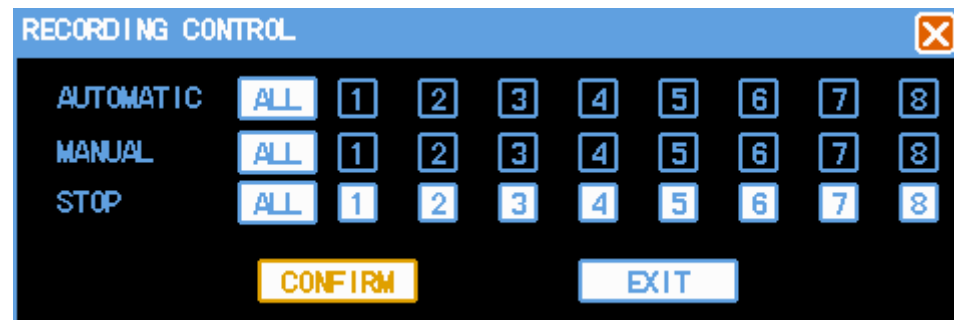 RECORDING CONTROL
AUTOMATIC ALL 1 2 3 4 5 6 7 8
MANUAL ALL 1 2 3 4 5 6 7 8
STOP ALL 1 2 3 4 5 6 7 8
CONFIRM EXIT